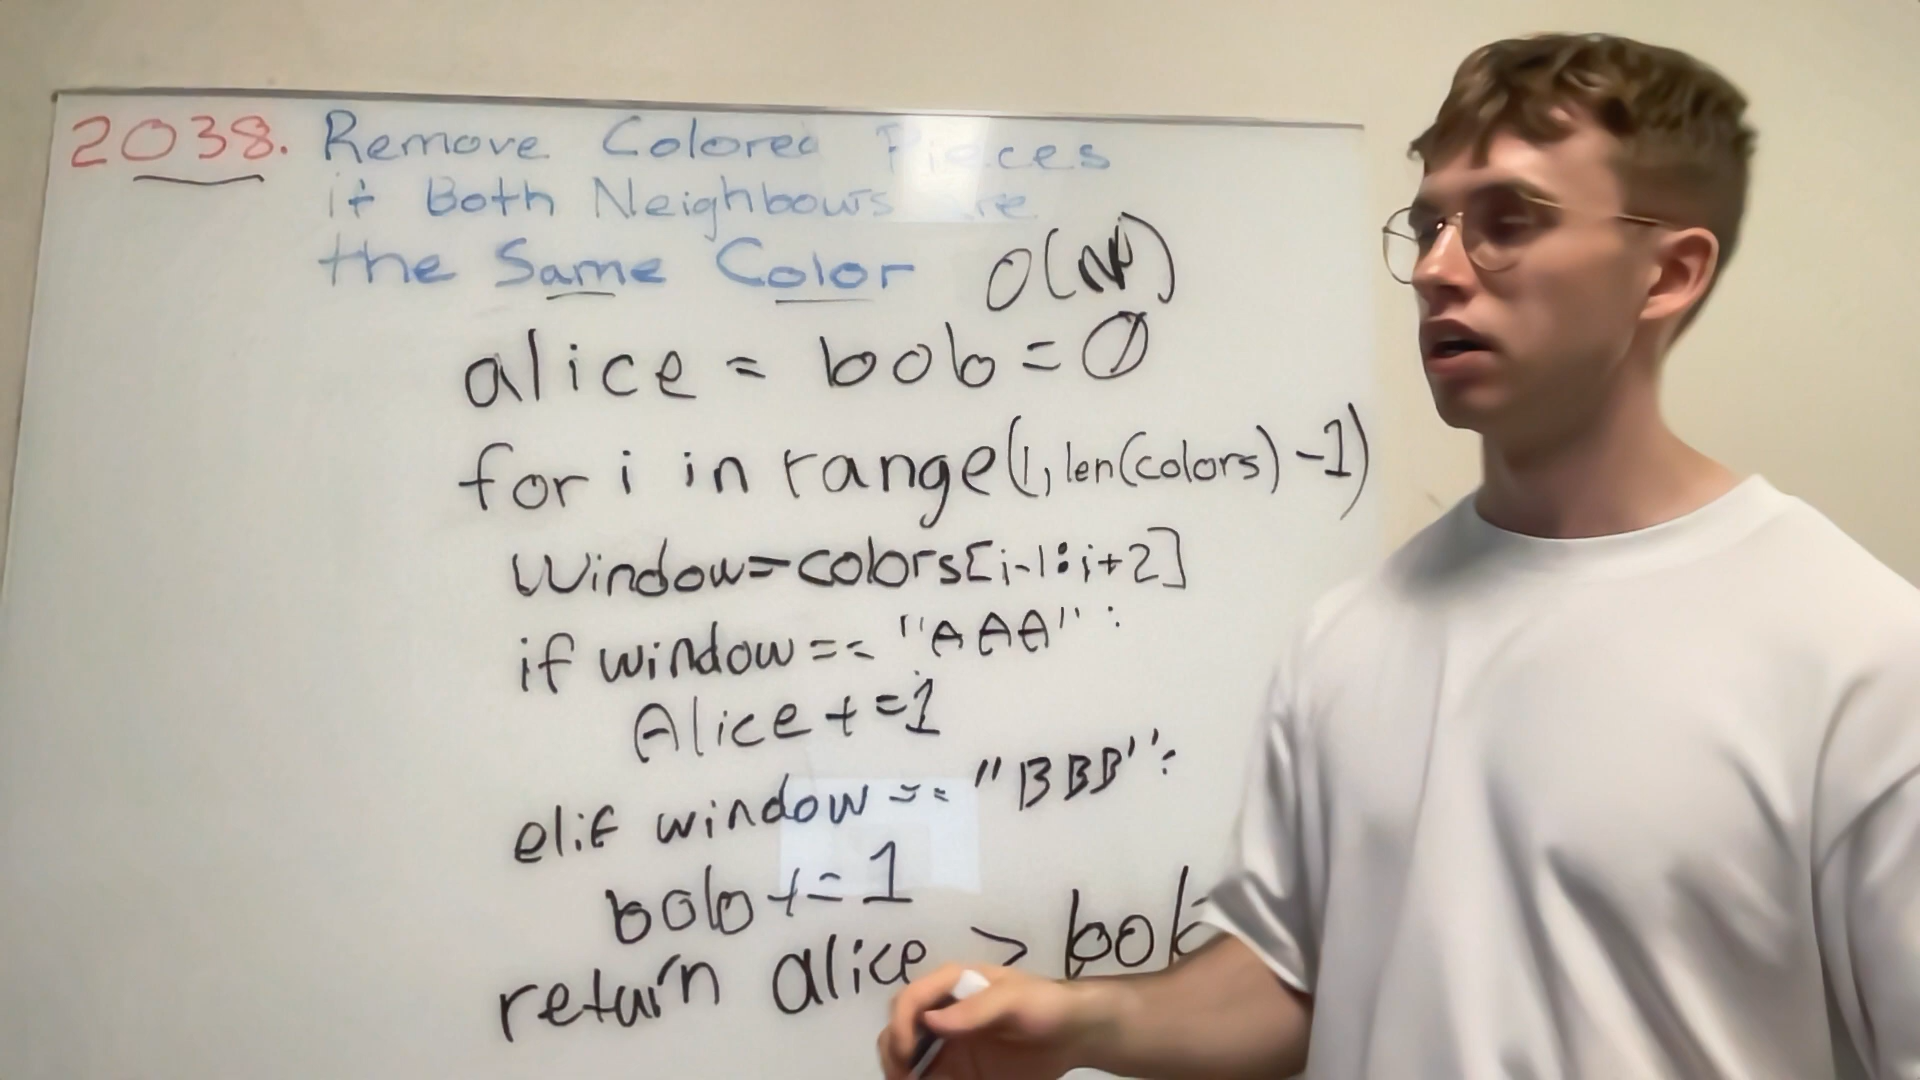 2038. Remove Colored Pieces
if Both Neighbours are
the Same Color O(N)
alice = bob = 0
for i in range(1, len(colors) -1)
window=colors[i-1:i+2]
if window == "AAA":
Alice +=1
elif window == "BBB":
bob += 1
return alice > bob